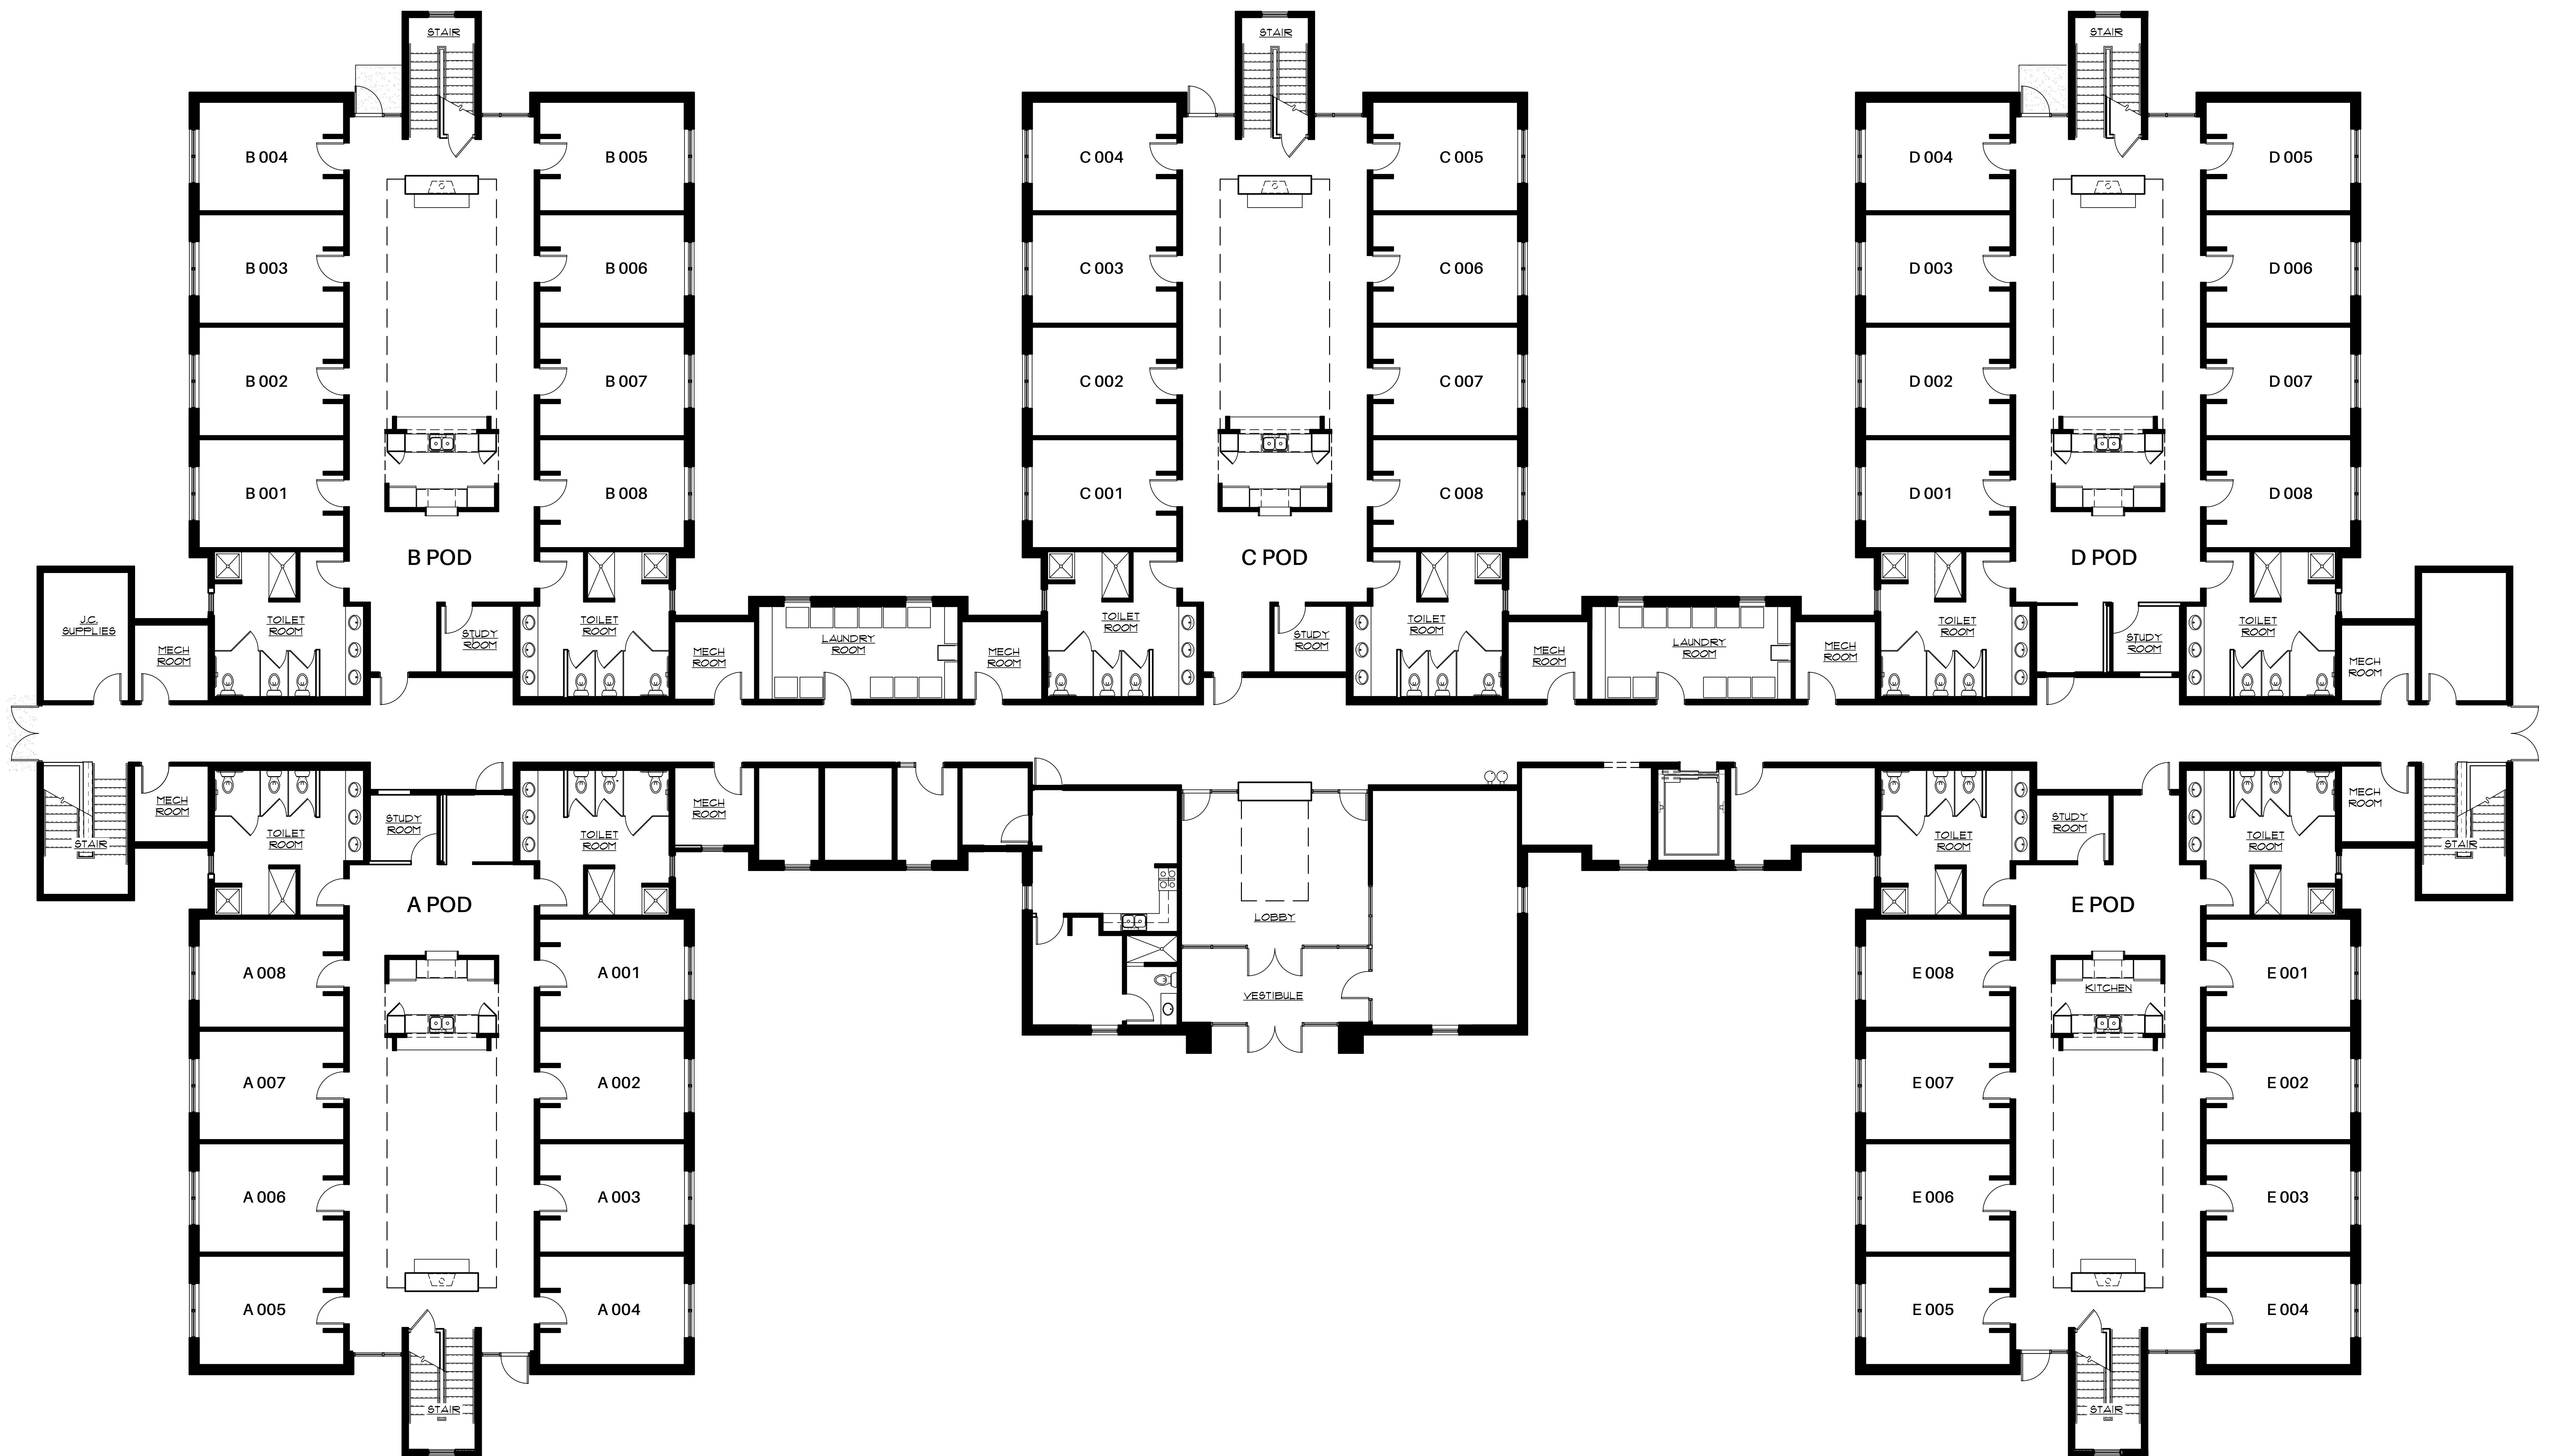 STAIR
STAIR
STAIR
B 004
B 005
C 004
C 005
D 004
D 005
B 003
B 006
C 003
C 006
D 003
D 006
B 002
B 007
C 002
C 007
D 002
D 007
B 001
B 008
C 001
C 008
D 001
D 008
B POD
C POD
D POD
J.C.
SUPPLIES
MECH
ROOM
TOILET
ROOM
STUDY
ROOM
TOILET
ROOM
MECH
ROOM
LAUNDRY
ROOM
MECH
ROOM
TOILET
ROOM
STUDY
ROOM
TOILET
ROOM
MECH
ROOM
LAUNDRY
ROOM
MECH
ROOM
TOILET
ROOM
STUDY
ROOM
TOILET
ROOM
MECH
ROOM
STAIR
MECH
ROOM
TOILET
ROOM
STUDY
ROOM
TOILET
ROOM
MECH
ROOM
TOILET
ROOM
STUDY
ROOM
TOILET
ROOM
MECH
ROOM
STAIR
A POD
LOBBY
E POD
A 008
A 001
VESTIBULE
E 008
KITCHEN
E 001
A 007
A 002
E 007
E 002
A 006
A 003
E 006
E 003
A 005
A 004
E 005
E 004
STAIR
STAIR